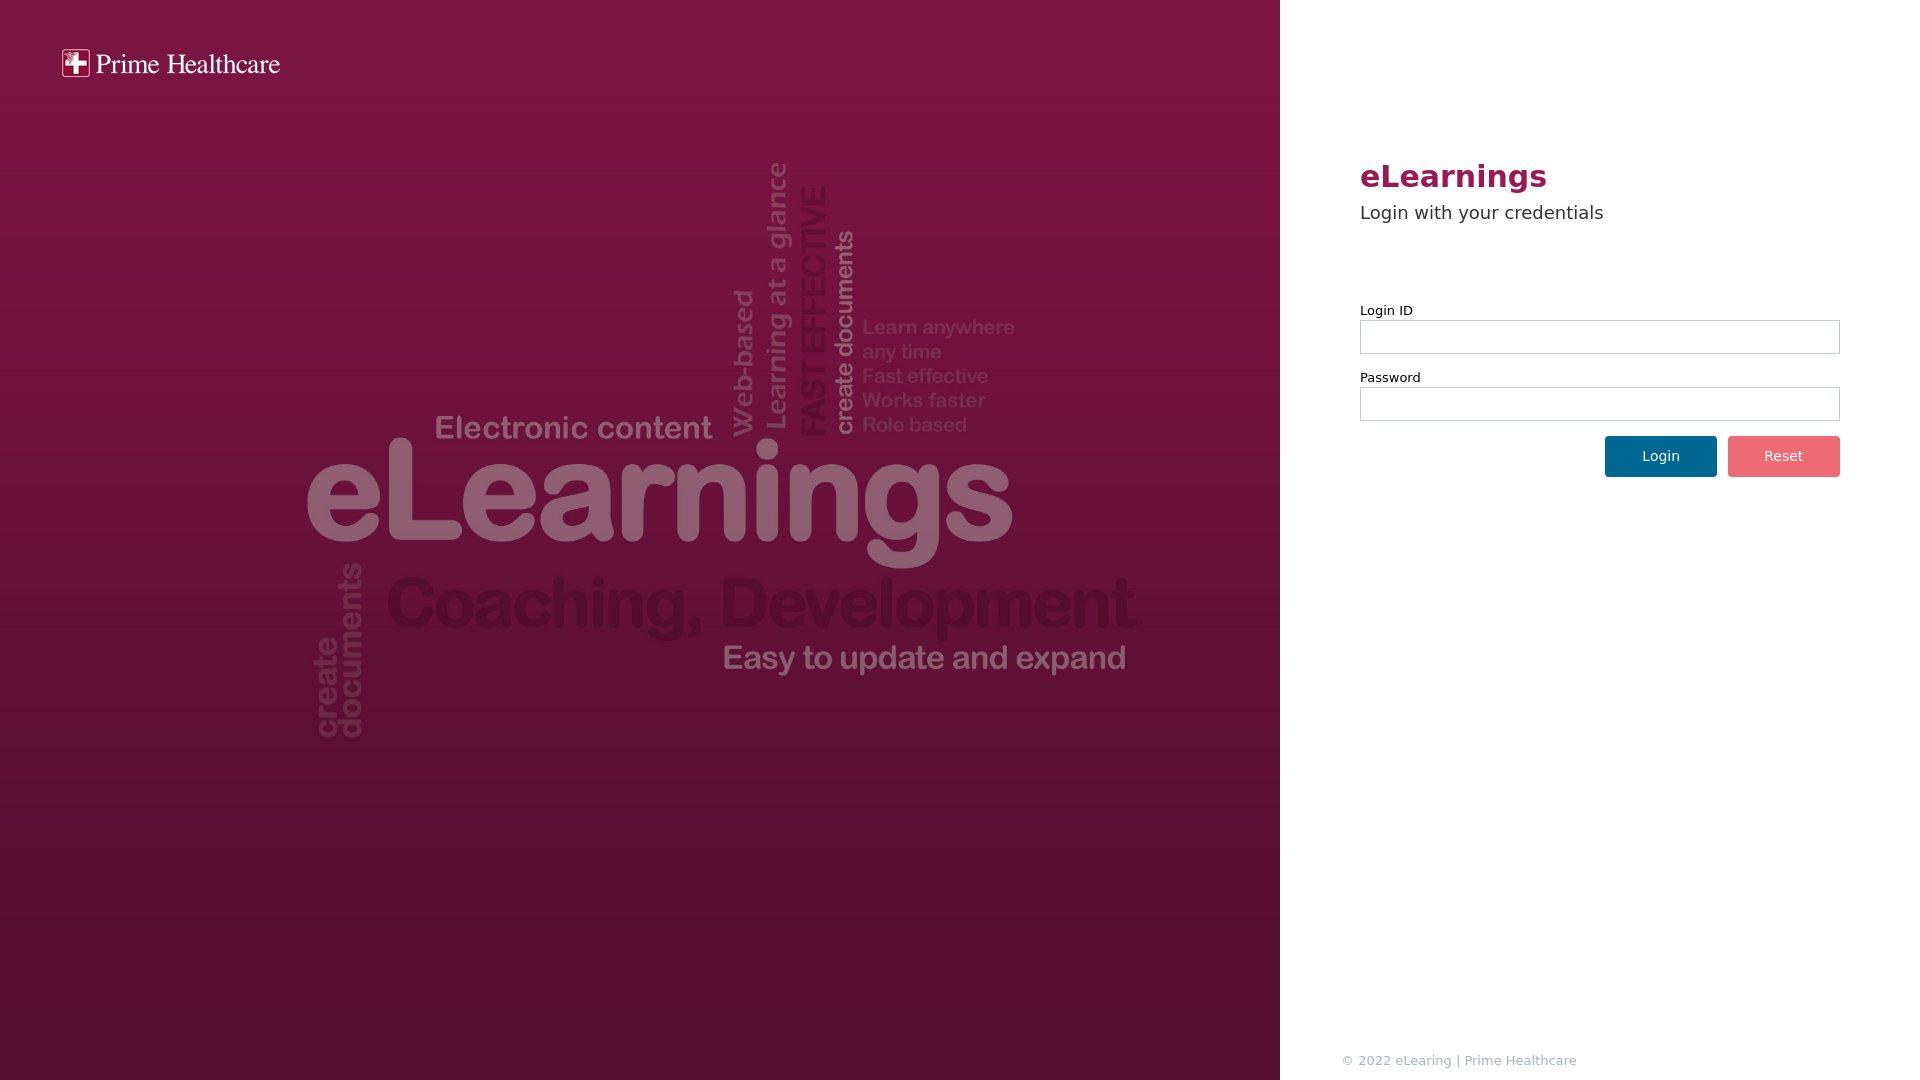 Prime Healthcare
Web-based
Learning at a glance
FAST EFFECTIVE
create documents
Learn anywhere
any time
Fast effective
Works faster
Role based
Electronic content
eLearnings
Coaching, Development
Easy to update and expand
create
documents
eLearnings
Login with your credentials
Login ID
Password
Login
Reset
© 2022 eLearing | Prime Healthcare